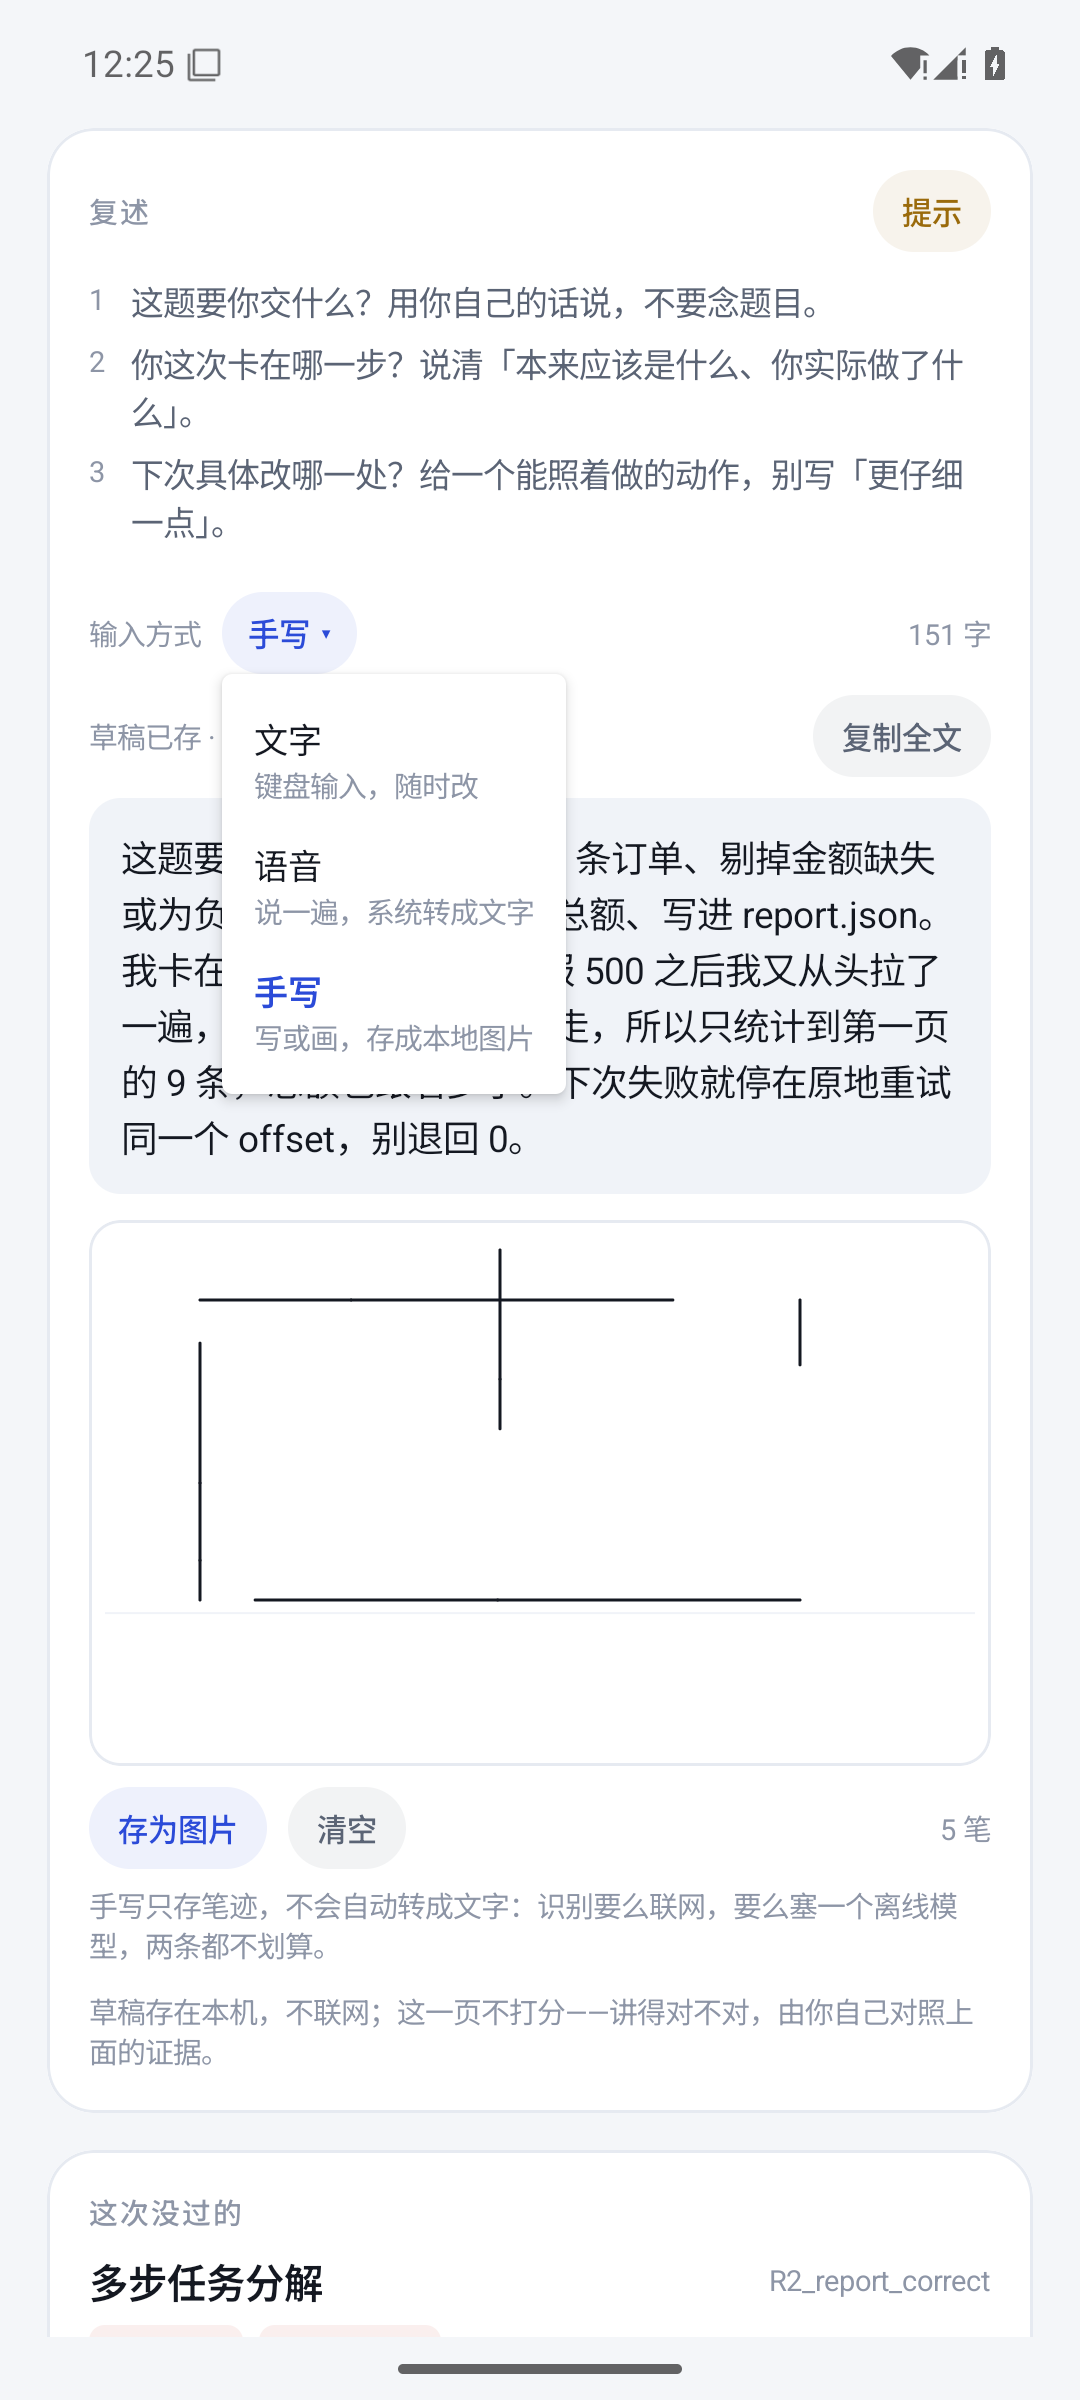 12:25
复述
提示
1 这题要你交什么？用你自己的话说，不要念题目。
2 你这次卡在哪一步？说清「本来应该是什么、你实际做了什
么」。
3 下次具体改哪一处？给一个能照着做的动作，别写「更仔细
一点」。
输入方式 手写 ▾ 151 字
草稿已存 · 复制全文
文字
键盘输入，随时改
语音
说一遍，系统转成文字
手写
写或画，存成本地图片
这题要 条订单、剔掉金额缺失
或为负 总额、写进 report.json。
我卡在 500 之后我又从头拉了
一遍， 走，所以只统计到第一页
的 9 条 下次失败就停在原地重试
同一个 offset，别退回 0。
存为图片 清空 5 笔
手写只存笔迹，不会自动转成文字：识别要么联网，要么塞一个离线模
型，两条都不划算。
草稿存在本机，不联网；这一页不打分——讲得对不对，由你自己对照上
面的证据。
这次没过的
多步任务分解 R2_report_correct